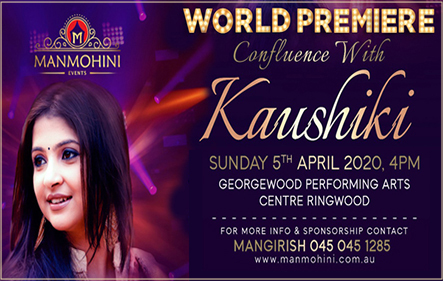 M
MANMOHINI
EVENTS
WORLD PREMIERE
Confluence With
Kaushiki
SUNDAY 5TH APRIL 2020, 4PM
GEORGEWOOD PERFORMING ARTS
CENTRE RINGWOOD
FOR MORE INFO & SPONSORSHIP CONTACT
MANGIRISH 045 045 1285
www.manmohini.com.au